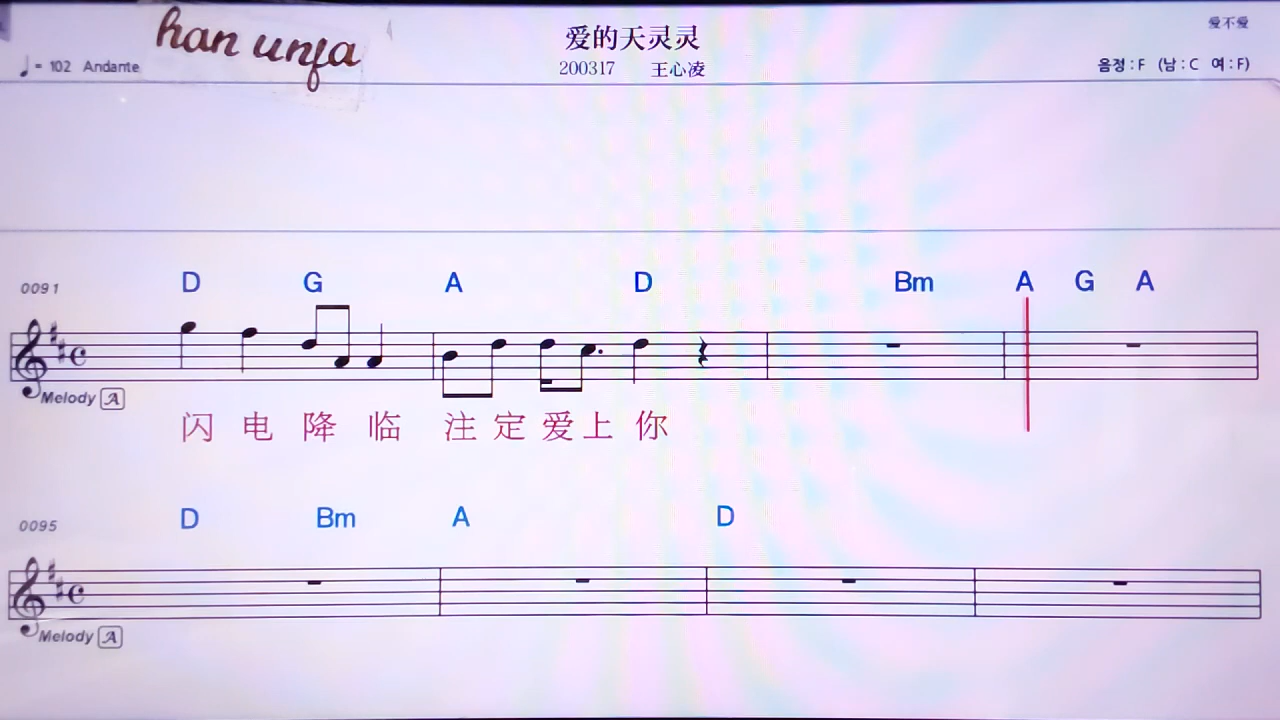 han unfa
爱的天灵灵
爱不爱
♩= 102 Andante
200317 王心凌
음정:F (남:C 여:F)
0091 D G A D Bm A G A
Melody A
闪电降临 注定爱上你
0095 D Bm A D
Melody A